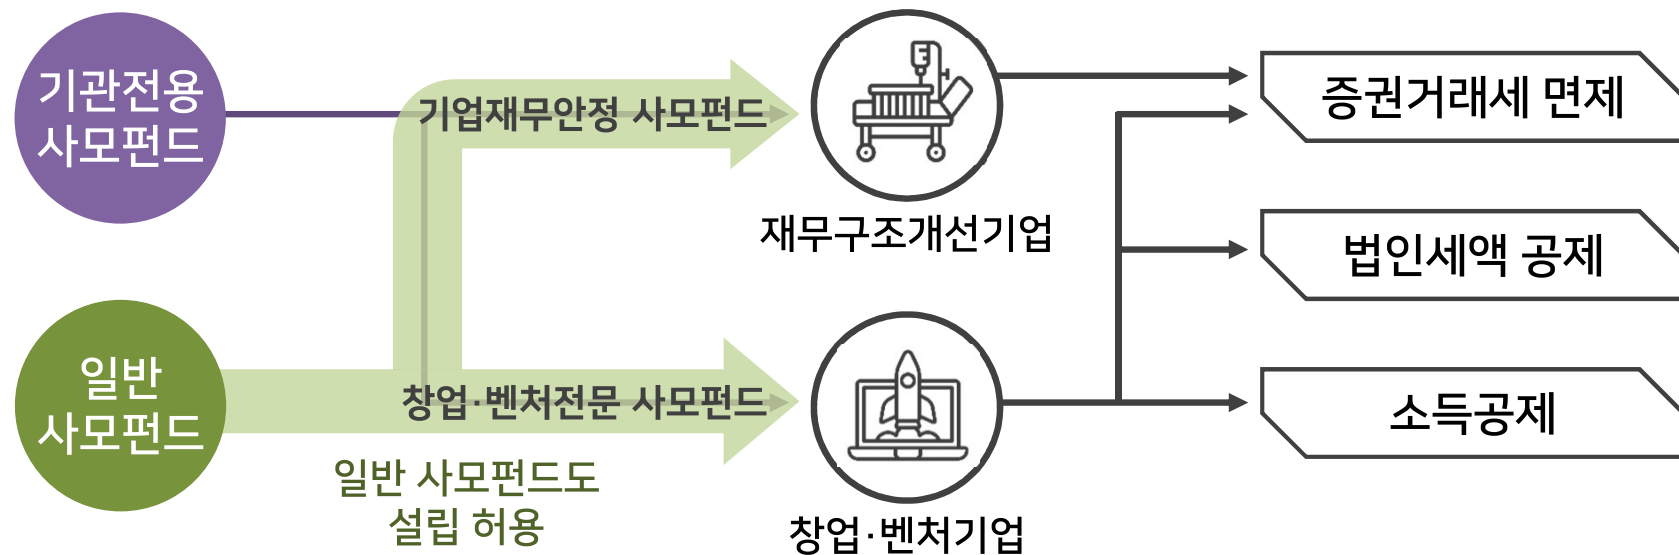 기관전용
사모펀드
기업재무안정 사모펀드
재무구조개선기업
증권거래세 면제
법인세액 공제
일반
사모펀드
창업·벤처전문 사모펀드
일반 사모펀드도
설립 허용
창업·벤처기업
소득공제